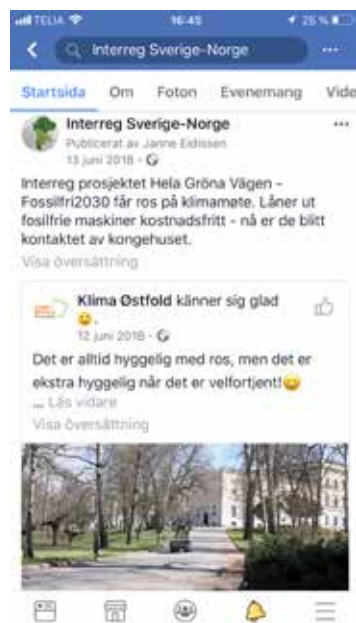 TELIA 16:45 25 %
Interreg Sverige-Norge
Startsida Om Foton Evenemang Vide
Interreg Sverige-Norge
Publicerat av Janne Eidissen
13 juni 2018
Interreg prosjektet Hela Gröna Vägen –
Fossilfri2030 får ros på klimamøte. Låner ut
fosilfrie maskiner kostnadsfritt - nå er de blitt
kontaktet av kongehuset.
Visa översättning
Klima Østfold känner sig glad
.
12 juni 2018
Det er alltid hyggelig med ros, men det er
ekstra hyggelig når det er velfortjent!
... Läs vidare
Visa översättning